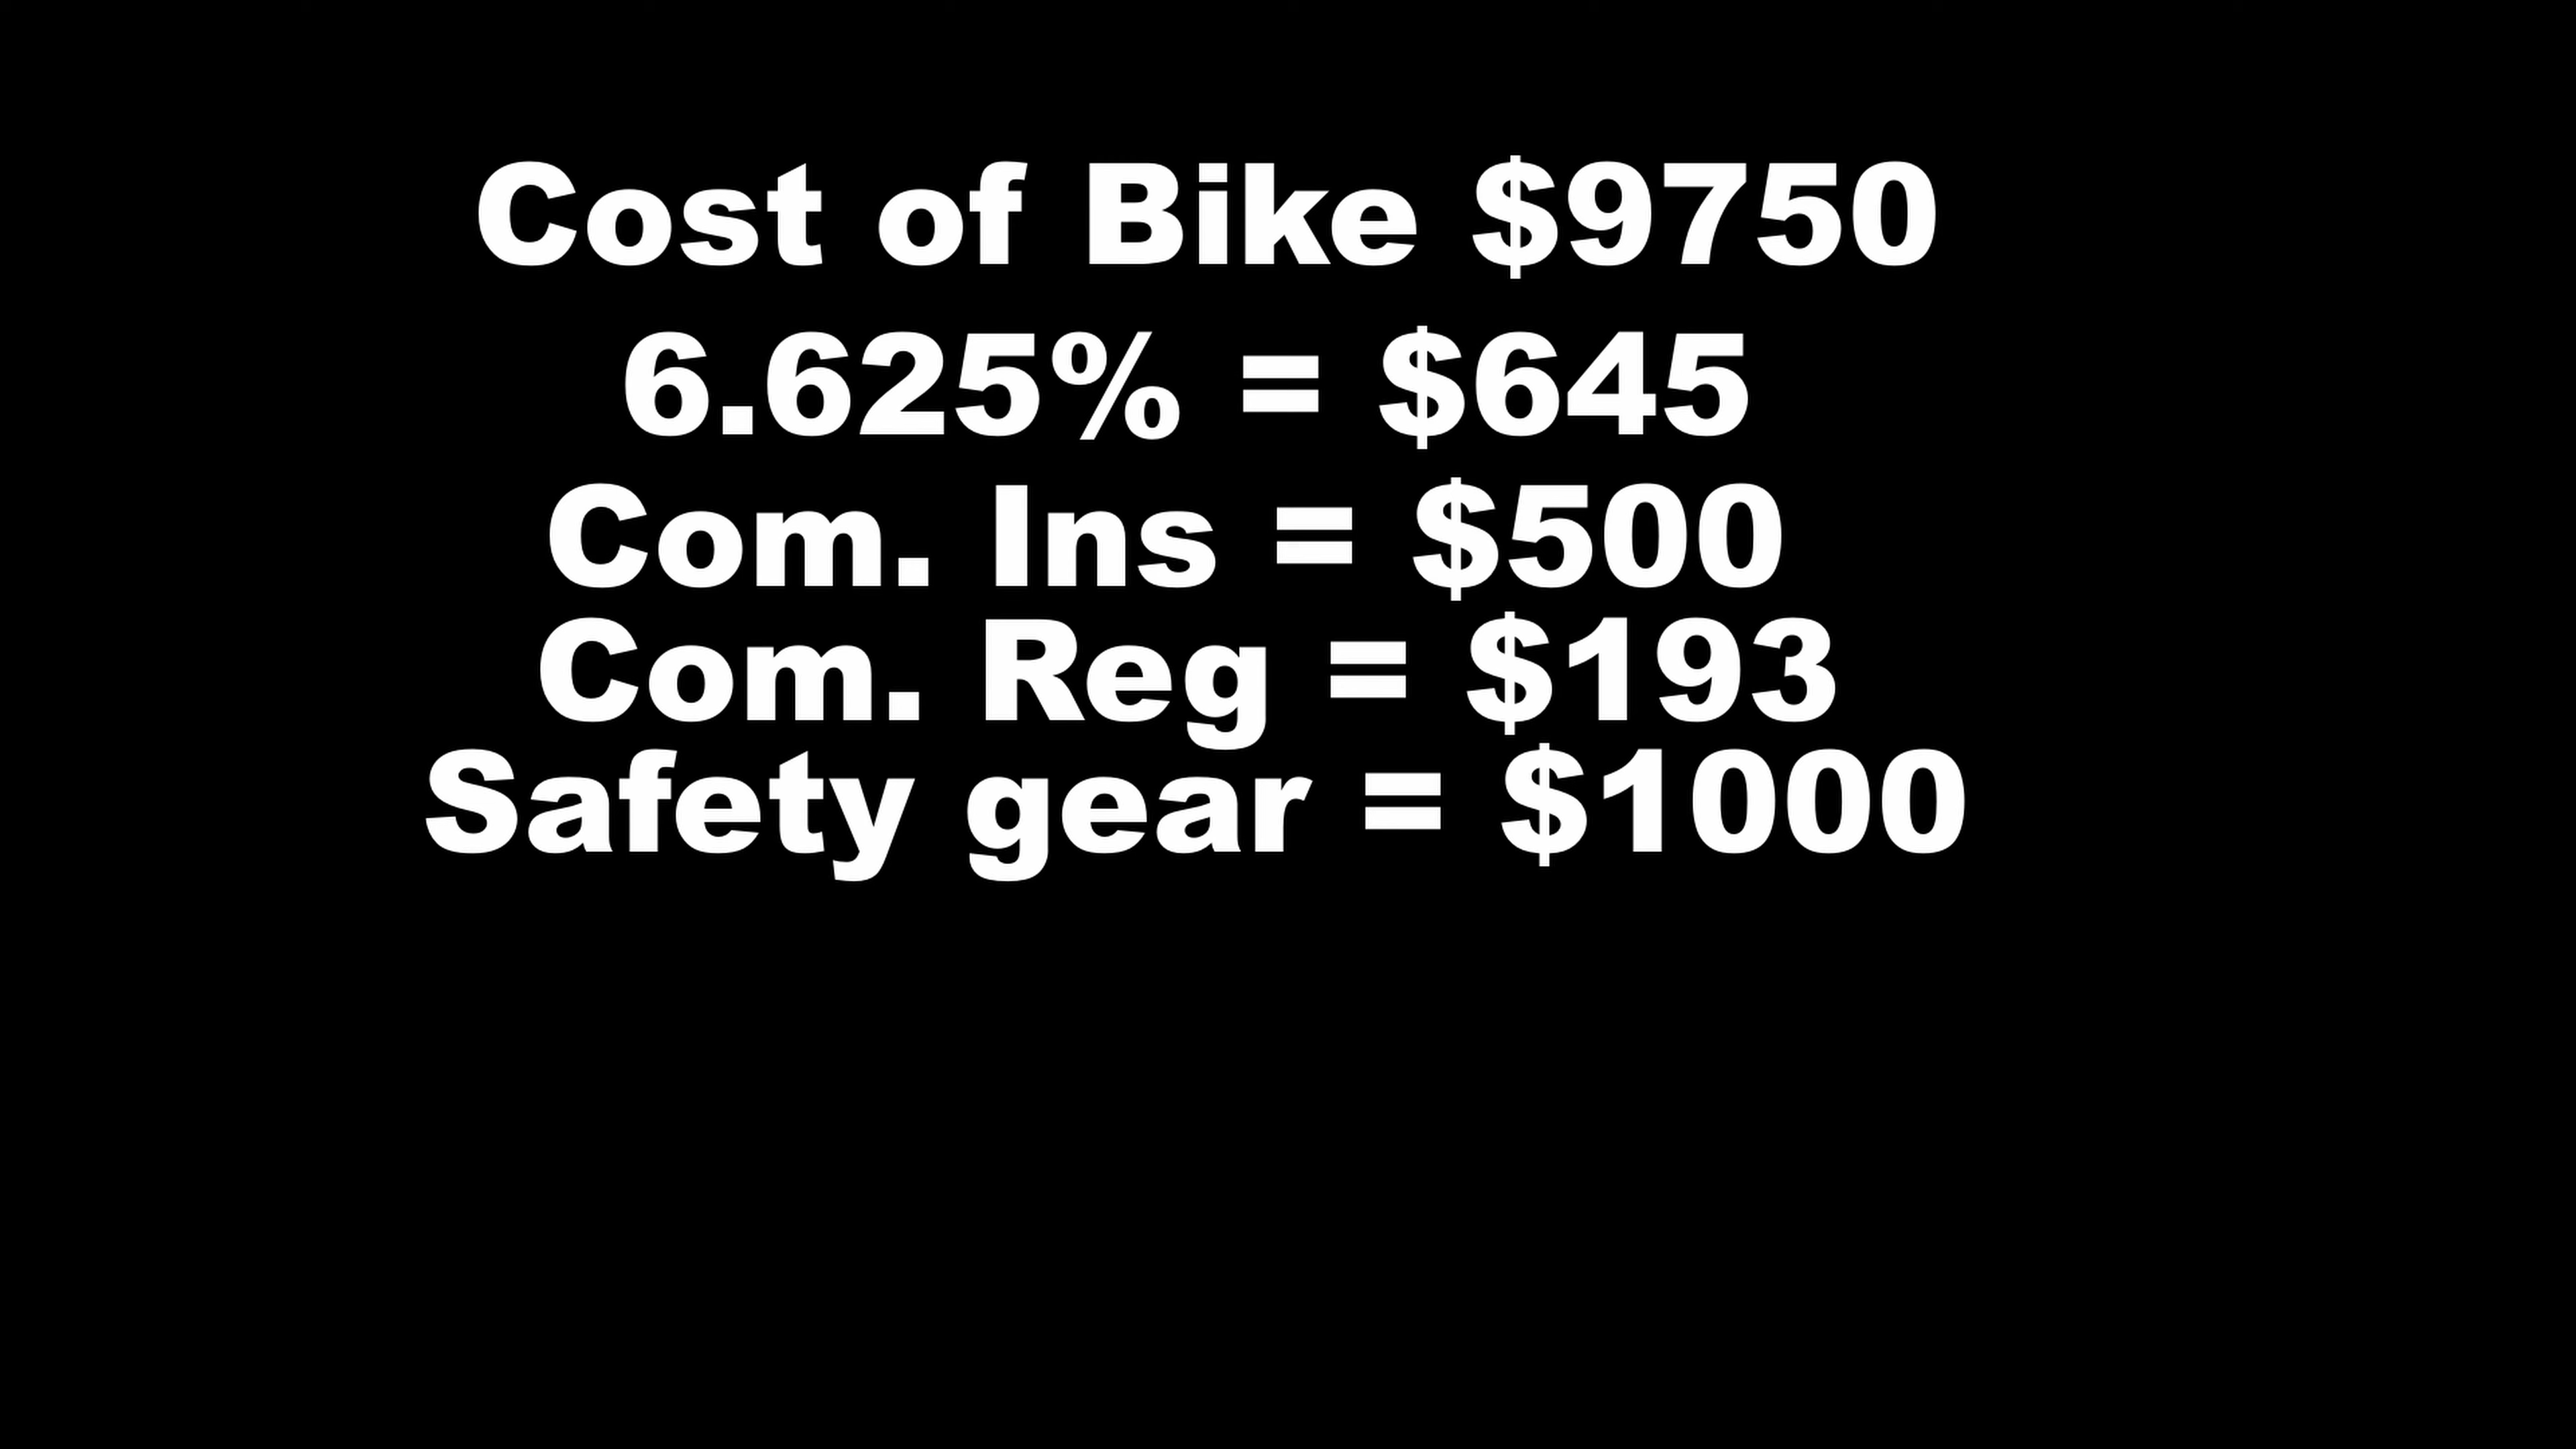 Cost of Bike $9750
6.625% = $645
Com. Ins = $500
Com. Reg = $193
Safety gear = $1000